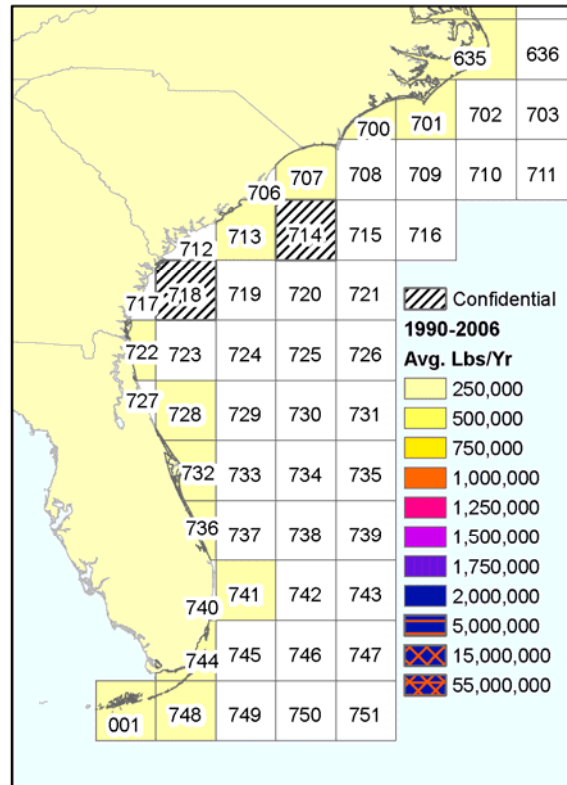 635 636
700 701 702 703
706 707 708 709 710 711
712 713 714 715 716
717 718 719 720 721
722 723 724 725 726
727 728 729 730 731
732 733 734 735
736 737 738 739
740 741 742 743
744 745 746 747
001 748 749 750 751
Confidential
1990-2006
Avg. Lbs/Yr
250,000
500,000
750,000
1,000,000
1,250,000
1,500,000
1,750,000
2,000,000
5,000,000
15,000,000
55,000,000